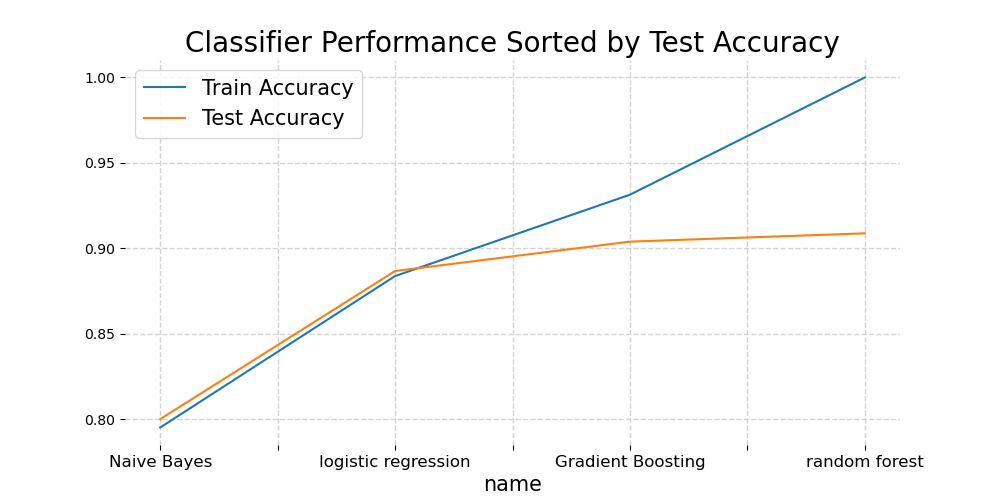 Classifier Performance Sorted by Test Accuracy
Train Accuracy
Test Accuracy
1.00
0.95
0.90
0.85
0.80
Naive Bayes logistic regression Gradient Boosting random forest
name